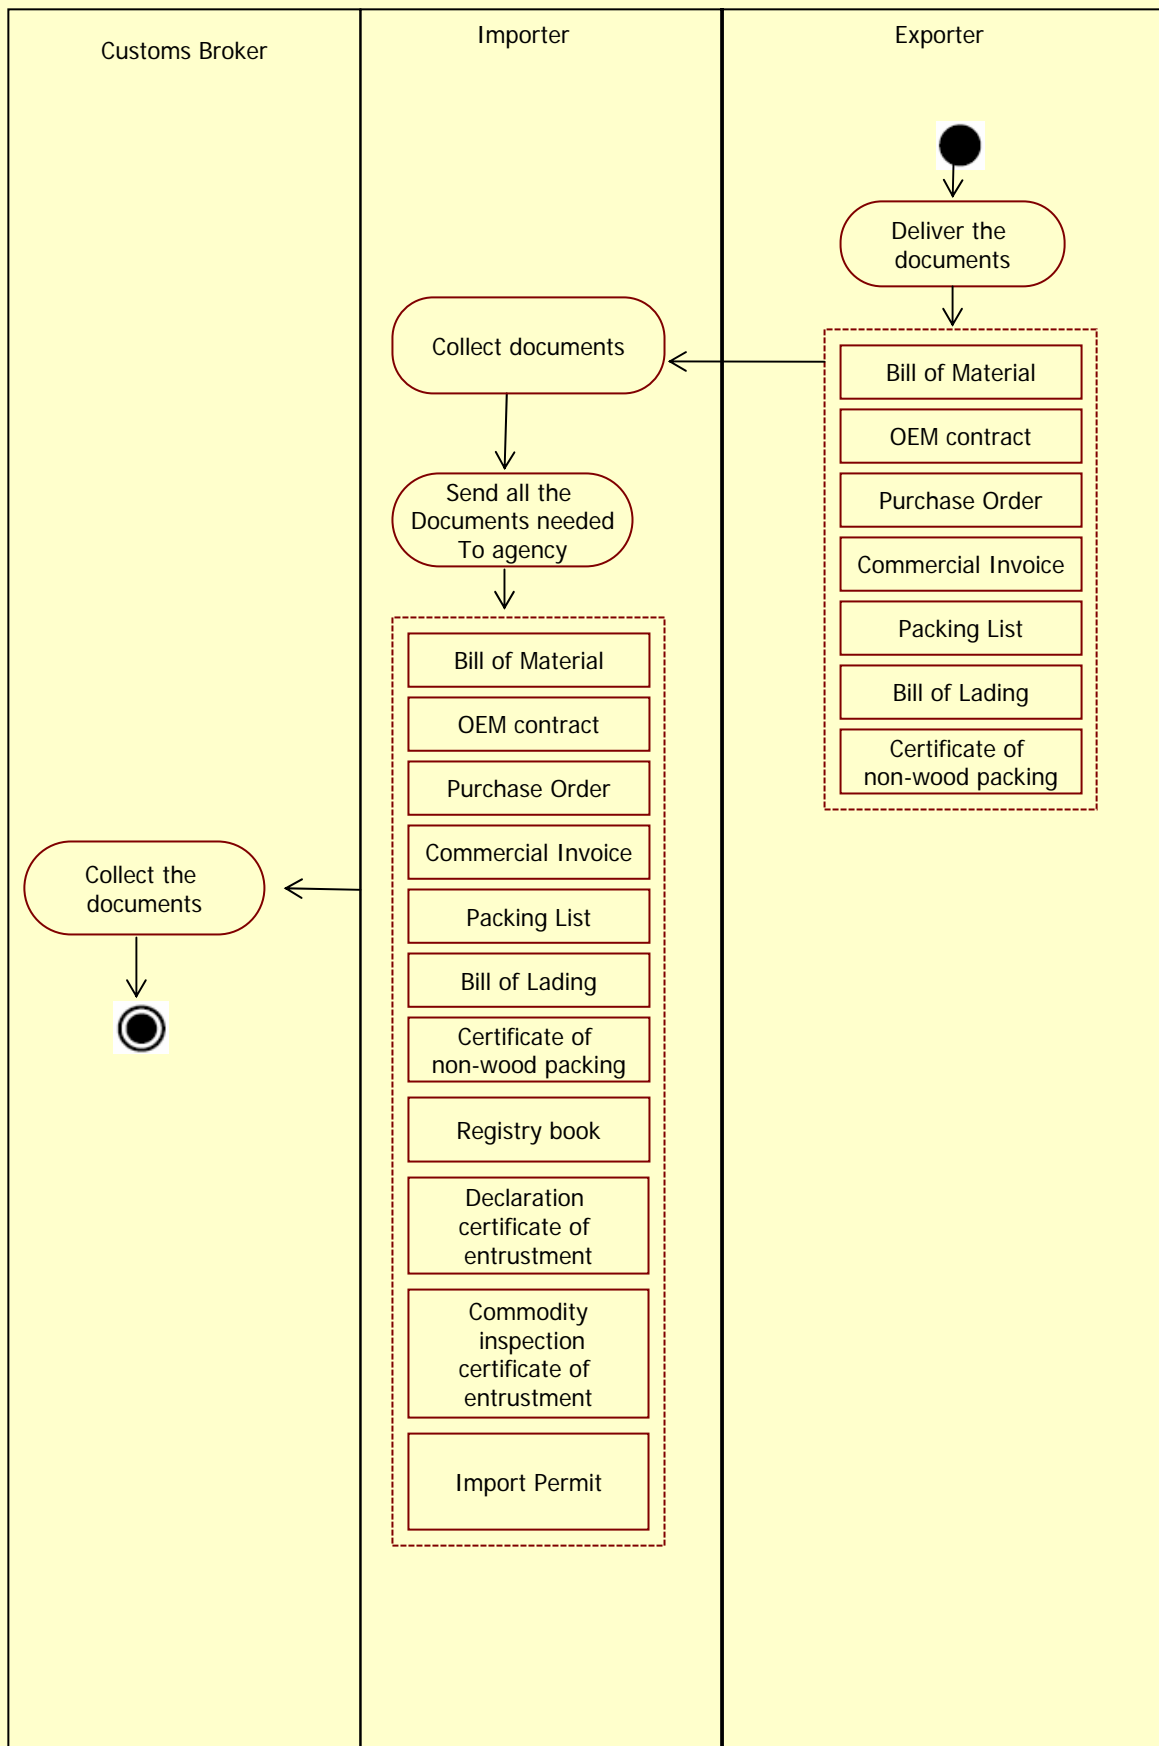 Customs Broker
Importer
Exporter
Deliver the
documents
Collect documents
Bill of Material
OEM contract
Purchase Order
Commercial Invoice
Packing List
Bill of Lading
Certificate of
non-wood packing
Send all the
Documents needed
To agency
Bill of Material
OEM contract
Purchase Order
Commercial Invoice
Packing List
Bill of Lading
Certificate of
non-wood packing
Registry book
Declaration
certificate of
entrustment
Commodity
inspection
certificate of
entrustment
Import Permit
Collect the
documents